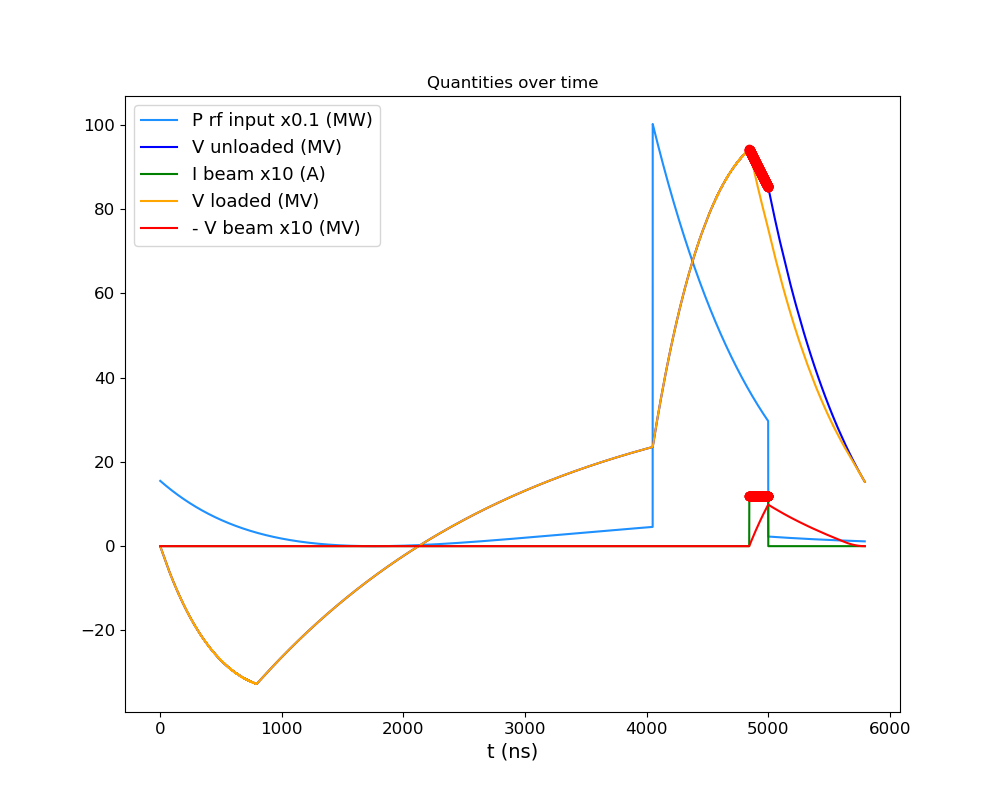 Quantities over time
P rf input x0.1 (MW)
V unloaded (MV)
I beam x10 (A)
V loaded (MV)
- V beam x10 (MV)
100
80
60
40
20
0
−20
0 1000 2000 3000 4000 5000 6000
t (ns)